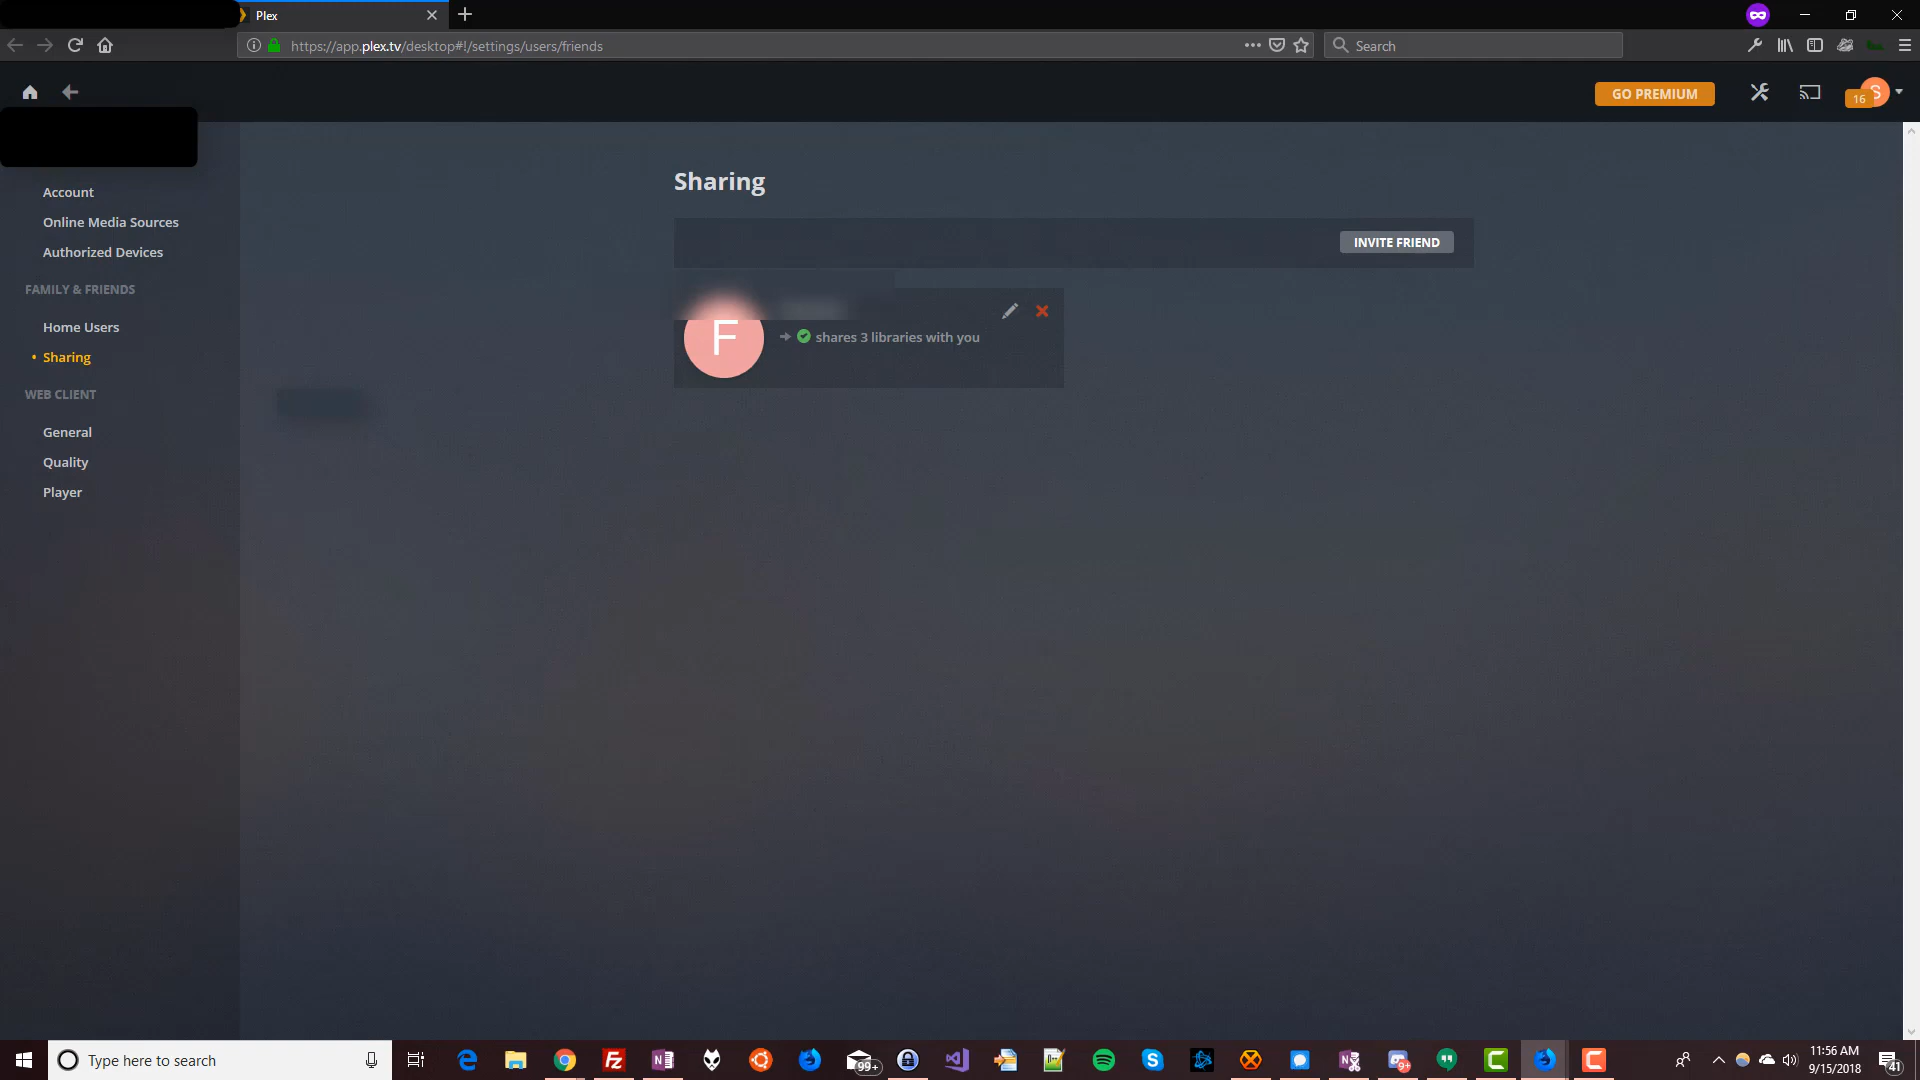 Plex
https://app.plex.tv/desktop#!/settings/users/friends
Search
GO PREMIUM
16
S
Account
Online Media Sources
Authorized Devices
FAMILY & FRIENDS
Home Users
Sharing
WEB CLIENT
General
Quality
Player
Sharing
INVITE FRIEND
F
shares 3 libraries with you
Type here to search
99+
9+
11:56 AM
9/15/2018
41